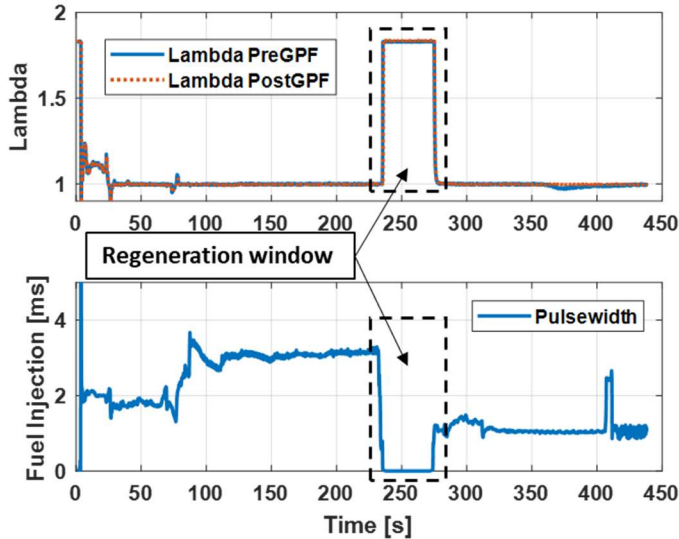 2
1.5
1
Lambda
Lambda PreGPF
Lambda PostGPF
0 50 100 150 200 250 300 350 400 450
Regeneration window
4
2
0
Fuel Injection [ms]
Pulsewidth
0 50 100 150 200 250 300 350 400 450
Time [s]